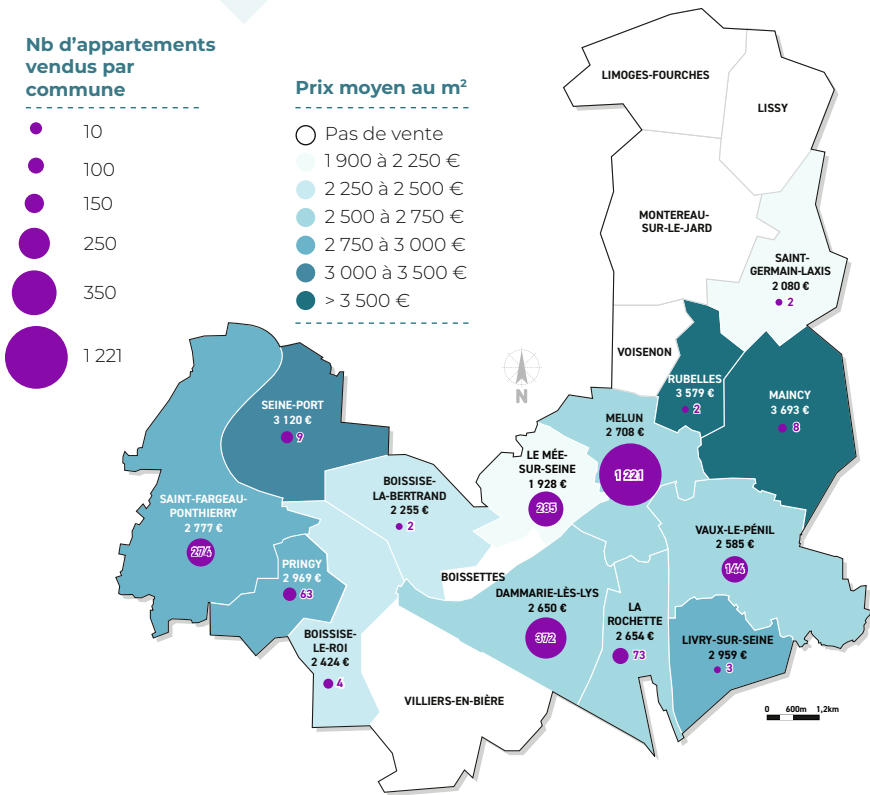 Nb d'appartements
vendus par
commune
10
100
150
250
350
1 221
Prix moyen au m²
Pas de vente
1 900 à 2 250 €
2 250 à 2 500 €
2 500 à 2 750 €
2 750 à 3 000 €
3 000 à 3 500 €
> 3 500 €
LIMOGES-FOURCHES
LISSY
MONTEREAU-
SUR-LE-JARD
SAINT-
GERMAIN-LAXIS
2 080 €
2
VOISENON
RUBELLES
3 579 €
2
MAINCY
3 693 €
8
N
SEINE-PORT
3 120 €
9
MELUN
2 708 €
1 221
LE MÉE-
SUR-SEINE
1 928 €
285
BOISSISE-
LA-BERTRAND
2 255 €
2
SAINT-FARGEAU-
PONTHIERRY
2 777 €
274
VAUX-LE-PÉNIL
2 585 €
144
PRINGY
2 969 €
63
BOISSETTES
DAMMARIE-LÈS-LYS
2 650 €
372
LA
ROCHETTE
2 654 €
73
BOISSISE-
LE-ROI
2 424 €
4
LIVRY-SUR-SEINE
2 959 €
3
VILLIERS-EN-BIÈRE
0 600m 1,2km